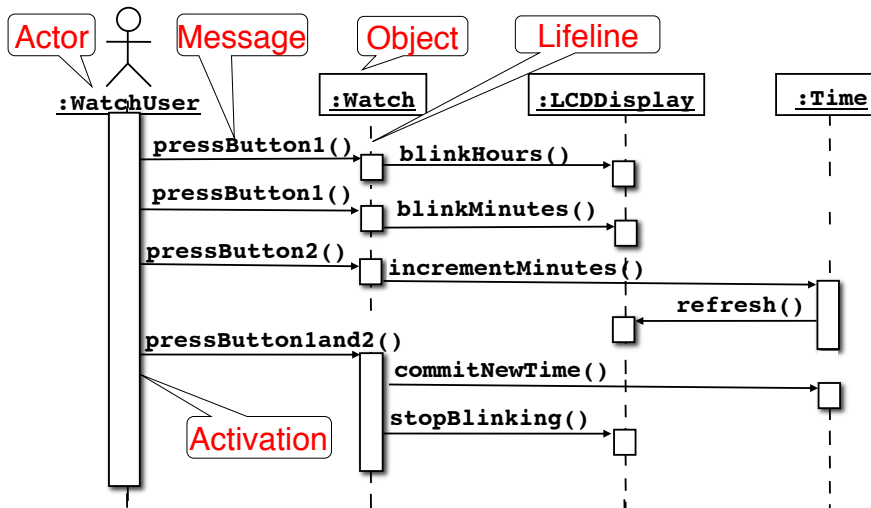 Actor
Message
Object
Lifeline
:WatchUser
:Watch
:LCDDisplay
:Time
pressButton1()
blinkHours()
pressButton1()
blinkMinutes()
pressButton2()
incrementMinutes()
refresh()
pressButton1and2()
commitNewTime()
stopBlinking()
Activation